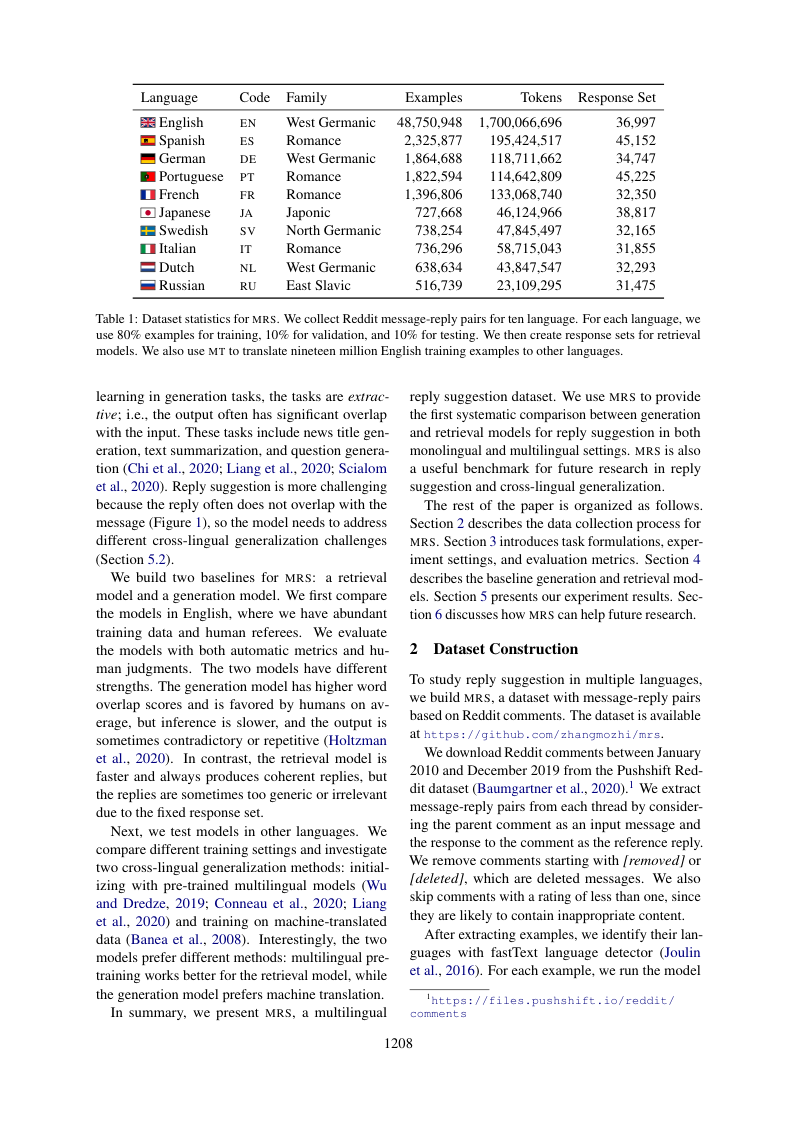 Language Code Family Examples Tokens Response Set
English EN West Germanic 48,750,948 1,700,066,696 36,997
Spanish ES Romance 2,325,877 195,424,517 45,152
German DE West Germanic 1,864,688 118,711,662 34,747
Portuguese PT Romance 1,822,594 114,642,809 45,225
French FR Romance 1,396,806 133,068,740 32,350
Japanese JA Japonic 727,668 46,124,966 38,817
Swedish SV North Germanic 738,254 47,845,497 32,165
Italian IT Romance 736,296 58,715,043 31,855
Dutch NL West Germanic 638,634 43,847,547 32,293
Russian RU East Slavic 516,739 23,109,295 31,475
Table 1: Dataset statistics for MRS. We collect Reddit message-reply pairs for ten language. For each language, we
use 80% examples for training, 10% for validation, and 10% for testing. We then create response sets for retrieval
models. We also use MT to translate nineteen million English training examples to other languages.
learning in generation tasks, the tasks are extrac-
tive; i.e., the output often has significant overlap
with the input. These tasks include news title gen-
eration, text summarization, and question genera-
tion (Chi et al., 2020; Liang et al., 2020; Scialom
et al., 2020). Reply suggestion is more challenging
because the reply often does not overlap with the
message (Figure 1), so the model needs to address
different cross-lingual generalization challenges
(Section 5.2).
We build two baselines for MRS: a retrieval
model and a generation model. We first compare
the models in English, where we have abundant
training data and human referees. We evaluate
the models with both automatic metrics and hu-
man judgments. The two models have different
strengths. The generation model has higher word
overlap scores and is favored by humans on av-
erage, but inference is slower, and the output is
sometimes contradictory or repetitive (Holtzman
et al., 2020). In contrast, the retrieval model is
faster and always produces coherent replies, but
the replies are sometimes too generic or irrelevant
due to the fixed response set.
Next, we test models in other languages. We
compare different training settings and investigate
two cross-lingual generalization methods: initial-
izing with pre-trained multilingual models (Wu
and Dredze, 2019; Conneau et al., 2020; Liang
et al., 2020) and training on machine-translated
data (Banea et al., 2008). Interestingly, the two
models prefer different methods: multilingual pre-
training works better for the retrieval model, while
the generation model prefers machine translation.
In summary, we present MRS, a multilingual
reply suggestion dataset. We use MRS to provide
the first systematic comparison between generation
and retrieval models for reply suggestion in both
monolingual and multilingual settings. MRS is also
a useful benchmark for future research in reply
suggestion and cross-lingual generalization.
The rest of the paper is organized as follows.
Section 2 describes the data collection process for
MRS. Section 3 introduces task formulations, exper-
iment settings, and evaluation metrics. Section 4
describes the baseline generation and retrieval mod-
els. Section 5 presents our experiment results. Sec-
tion 6 discusses how MRS can help future research.
2 Dataset Construction
To study reply suggestion in multiple languages,
we build MRS, a dataset with message-reply pairs
based on Reddit comments. The dataset is available
at https://github.com/zhangmozhi/mrs.
We download Reddit comments between January
2010 and December 2019 from the Pushshift Red-
dit dataset (Baumgartner et al., 2020).1 We extract
message-reply pairs from each thread by consider-
ing the parent comment as an input message and
the response to the comment as the reference reply.
We remove comments starting with [removed] or
[deleted], which are deleted messages. We also
skip comments with a rating of less than one, since
they are likely to contain inappropriate content.
After extracting examples, we identify their lan-
guages with fastText language detector (Joulin
et al., 2016). For each example, we run the model
1https://files.pushshift.io/reddit/
comments
1208